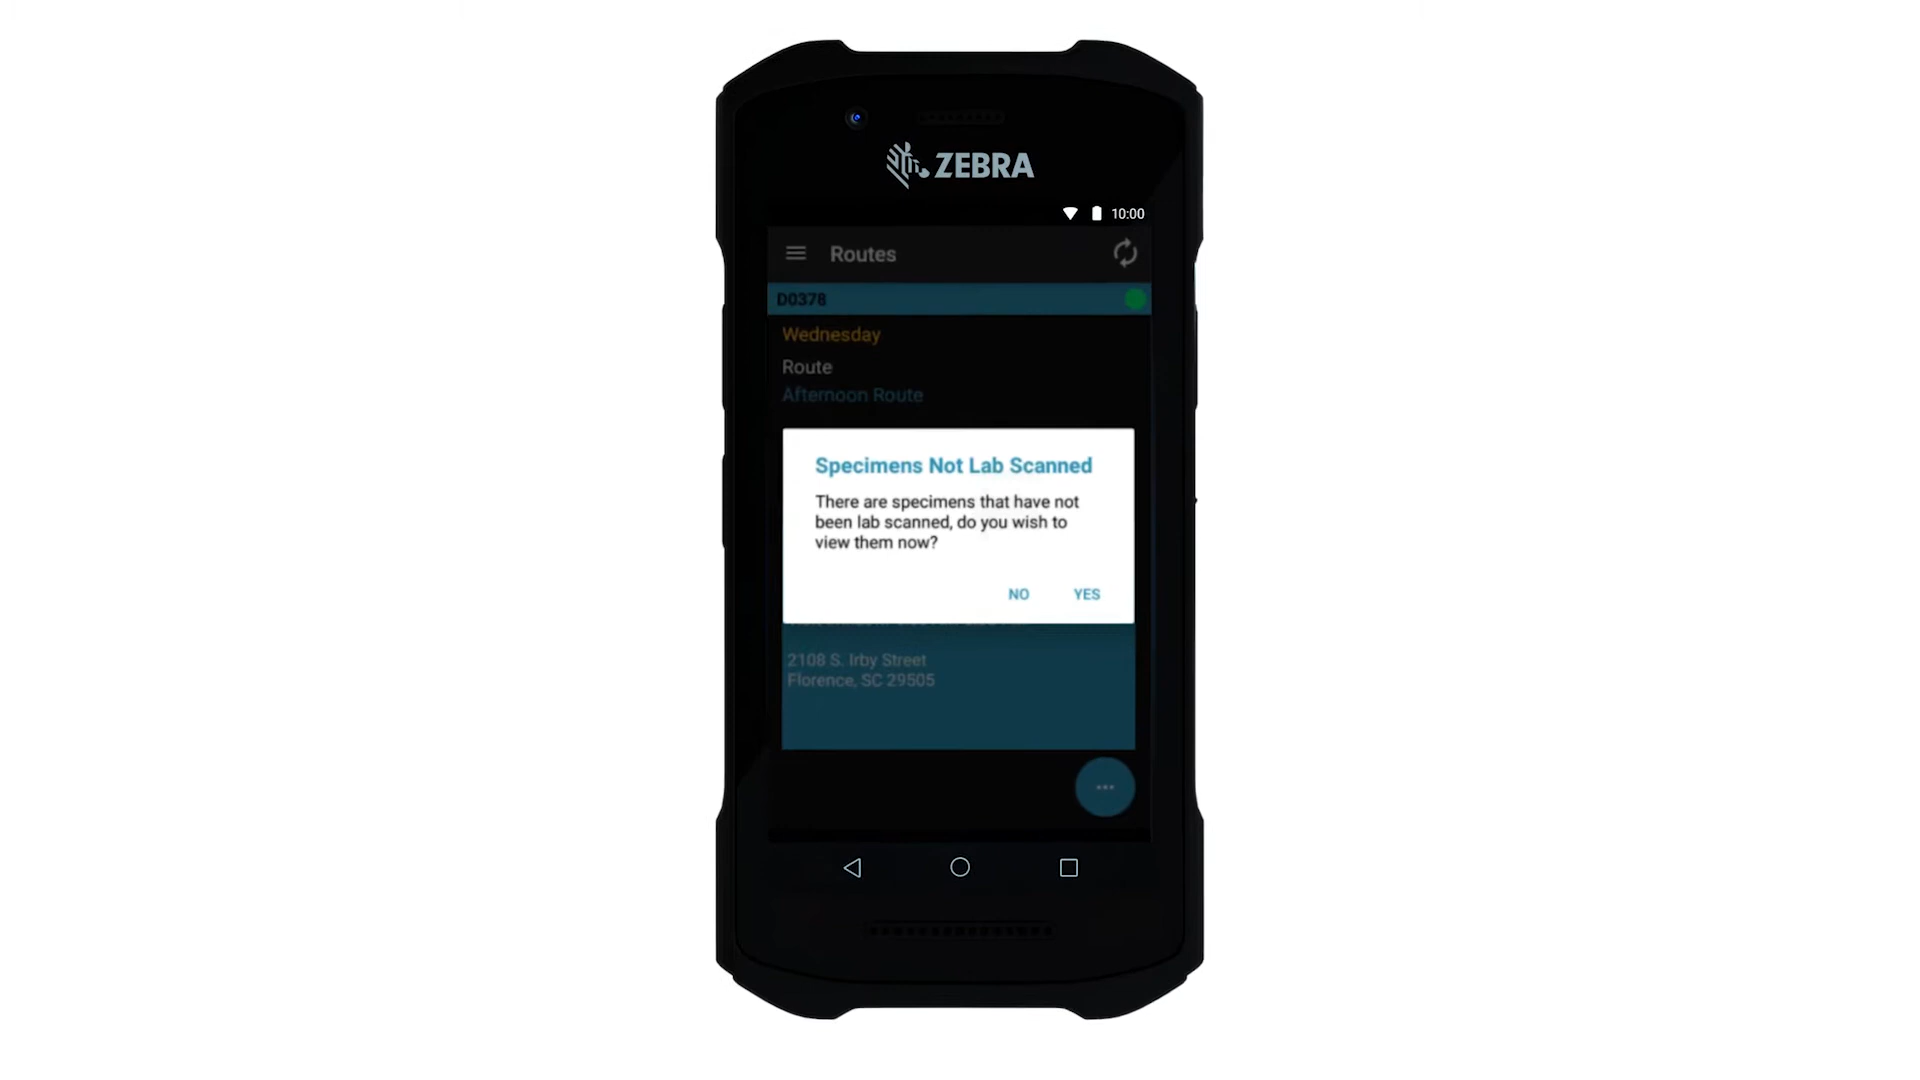 ZEBRA
10:00
Routes
D0378
Wednesday
Route
Afternoon Route
Specimens Not Lab Scanned
There are specimens that have not
been lab scanned, do you wish to
view them now?
NO YES
2108 S. Irby Street
Florence, SC 29505